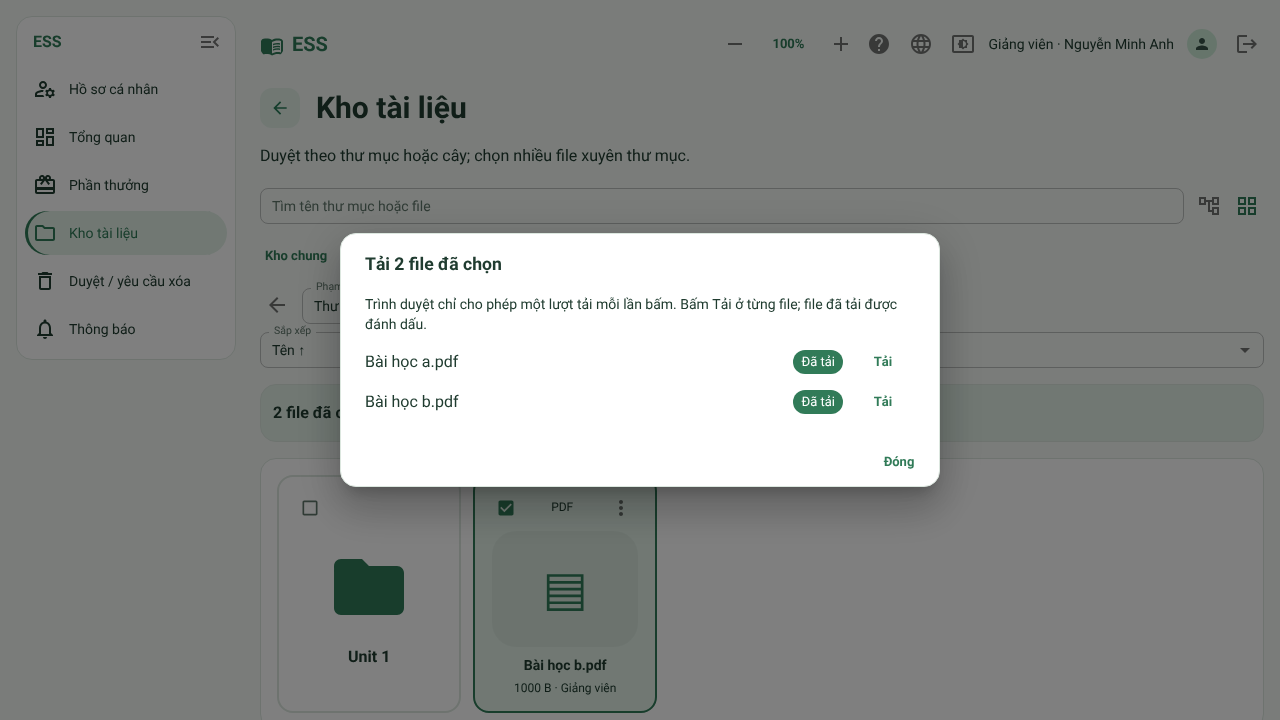 ESS
Hồ sơ cá nhân
Tổng quan
Phần thưởng
Kho tài liệu
Duyệt / yêu cầu xóa
Thông báo
ESS
100%
Giảng viên · Nguyễn Minh Anh
Kho tài liệu
Duyệt theo thư mục hoặc cây; chọn nhiều file xuyên thư mục.
Tìm tên thư mục hoặc file
Kho chung
Thư
Sắp xếp
Tên ↑
2 file đã
Tải 2 file đã chọn
Trình duyệt chỉ cho phép một lượt tải mỗi lần bấm. Bấm Tải ở từng file; file đã tải được
đánh dấu.
Bài học a.pdf Đã tải Tải
Bài học b.pdf Đã tải Tải
Đóng
PDF
Unit 1
Bài học b.pdf
1000 B · Giảng viên